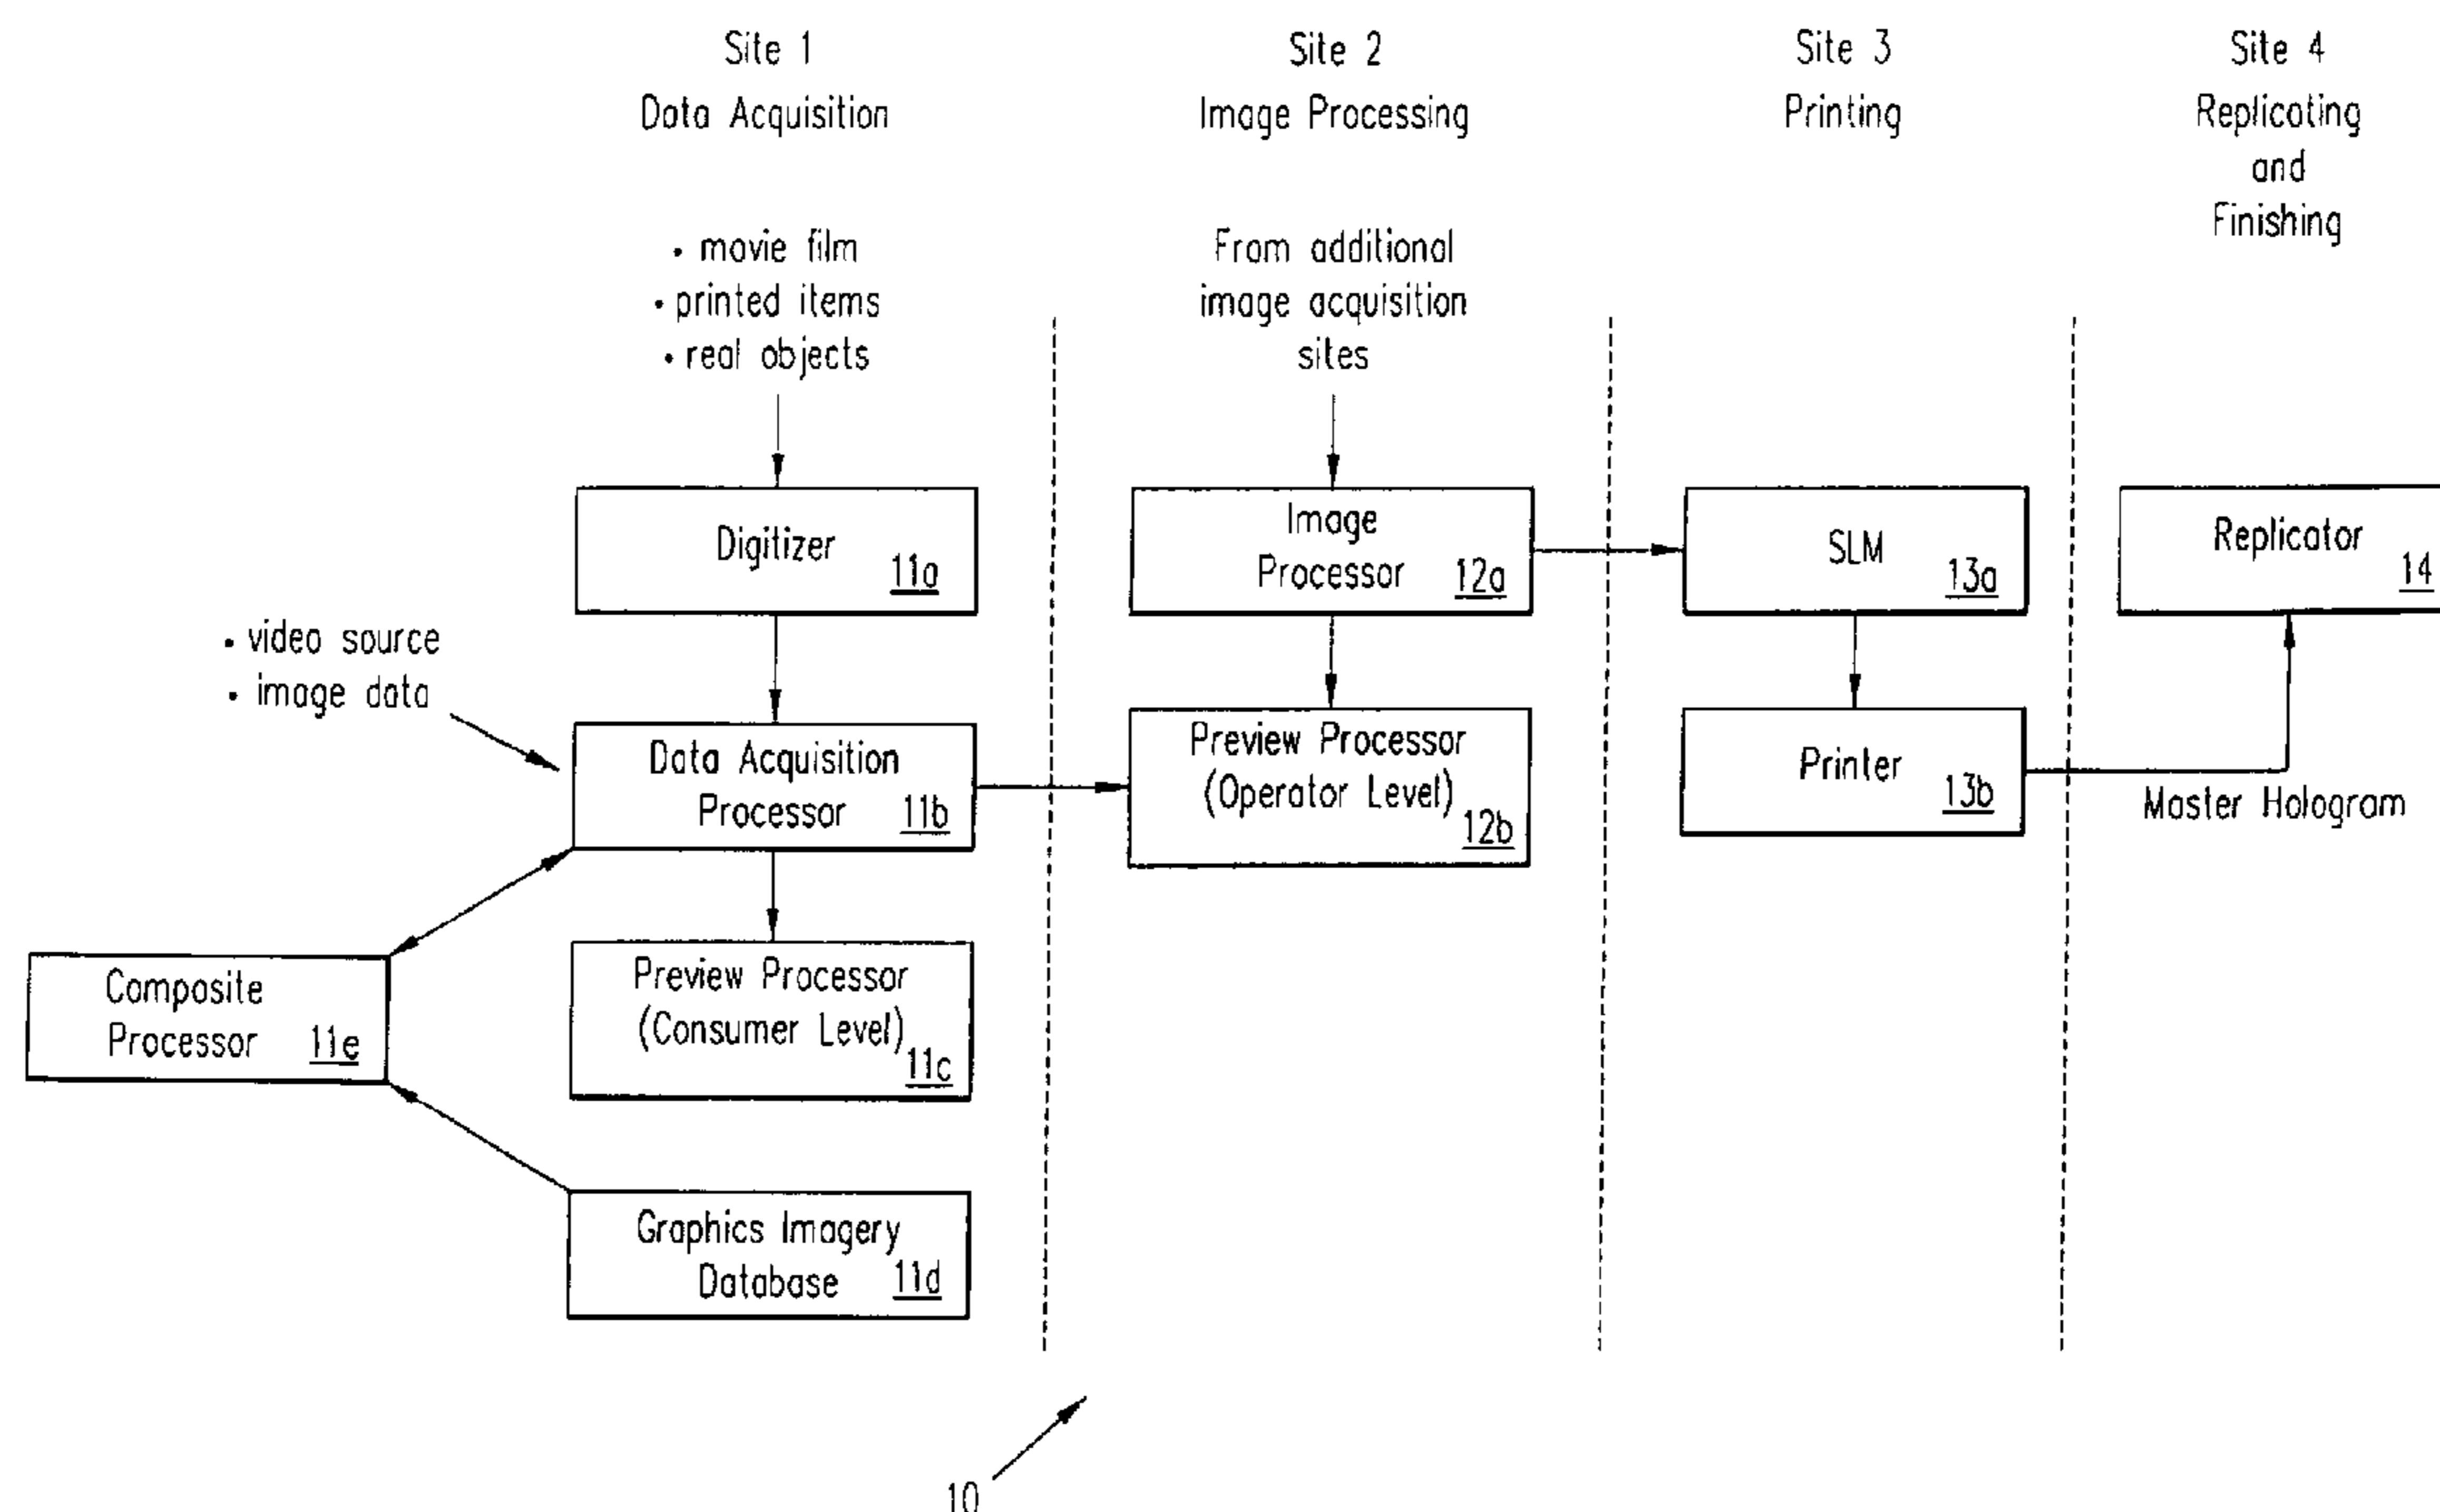 Site 1
Data Acquisition
Site 2
Image Processing
Site 3
Printing
Site 4
Replicating
and
Finishing
• movie film
• printed items
• real objects
From additional
image acquisition
sites
Digitizer
11a
Image
Processor 12a
SLM
13a
Replicator
14
• video source
• image data
Data Acquisition
Processor 11b
Preview Processor
(Operator Level)
12b
Printer
13b
Master Hologram
Composite
Processor 11e
Preview Processor
(Consumer Level)
11c
Graphics Imagery
Database 11d
10